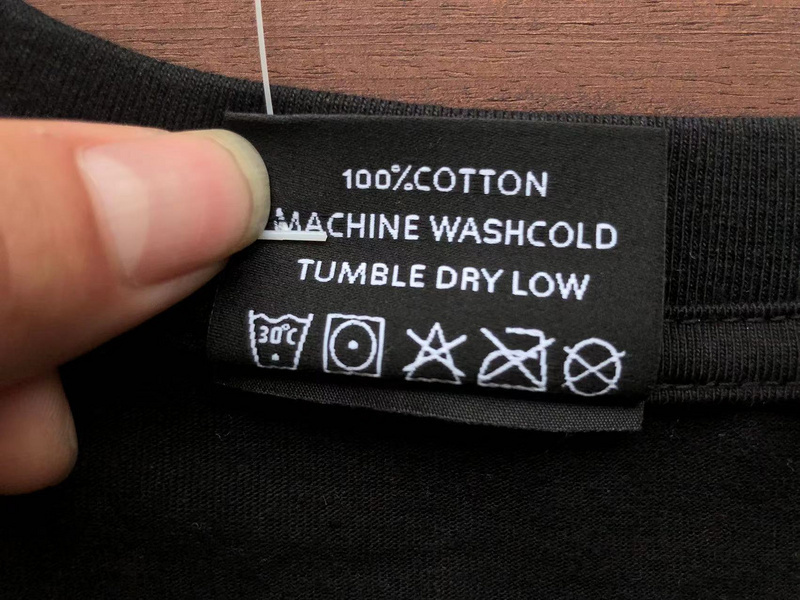 100%COTTON
MACHINE WASHCOLD
TUMBLE DRY LOW
30°C